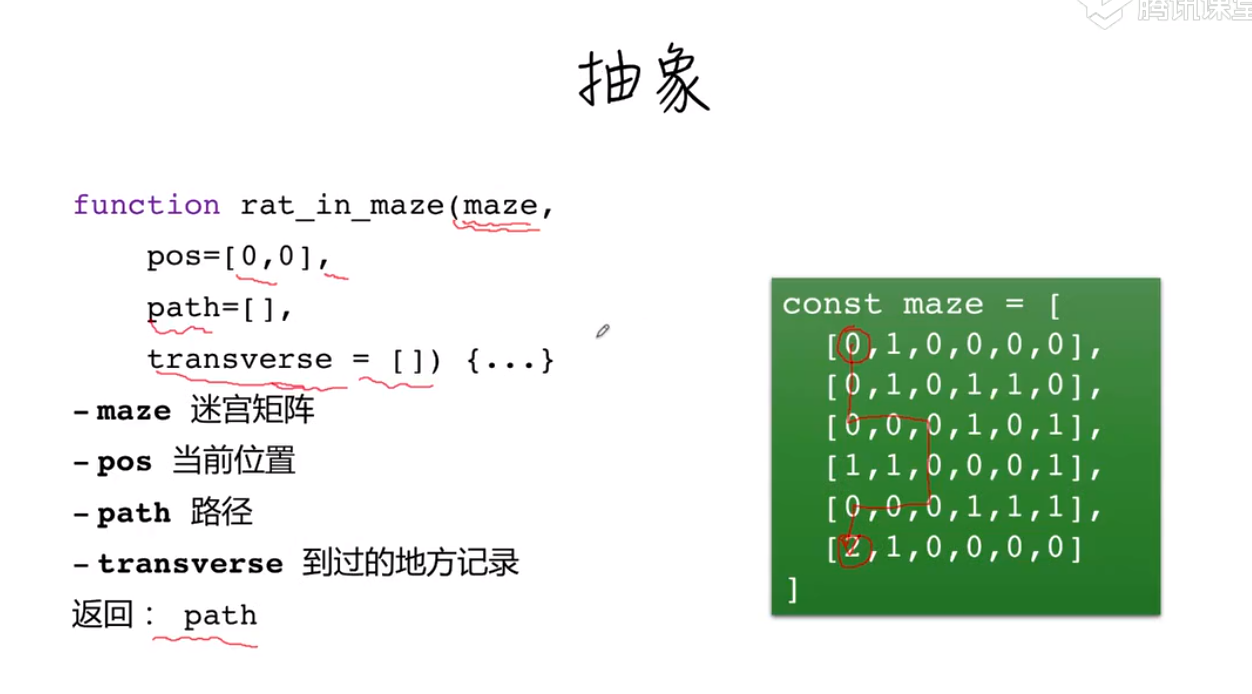 腾讯课堂
抽象
function rat_in_maze(maze,
pos=[0,0],
path=[],
transverse = []) {...}
– maze 迷宫矩阵
– pos 当前位置
– path 路径
– transverse 到过的地方记录
返回： path
const maze = [
[0,1,0,0,0,0],
[0,1,0,1,1,0],
[0,0,0,1,0,1],
[1,1,0,0,0,1],
[0,0,0,1,1,1],
[2,1,0,0,0,0]
]